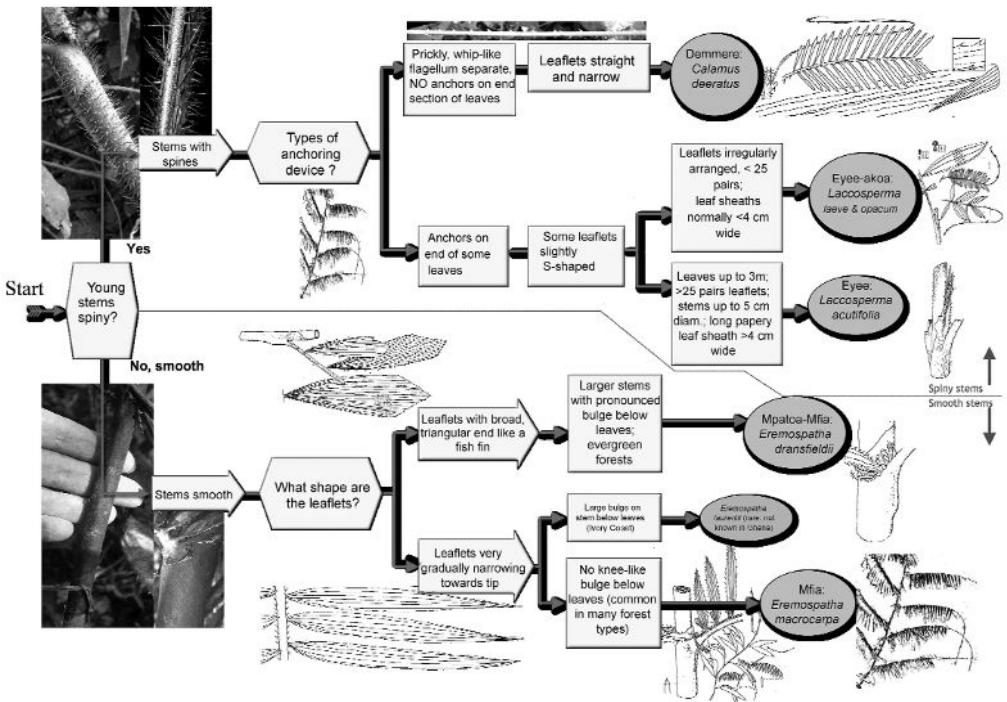 Start
Young
stems
spiny?
Yes
No, smooth
Stems with
spines
Types of
anchoring
device ?
Prickly, whip-like
flagellum separate,
NO anchors on end
section of leaves
Leaflets straight
and narrow
Demmere:
Calamus
deeratus
Anchors on
end of some
leaves
Some leaflets
slightly
S-shaped
Leaflets irregularly
arranged, < 25
pairs;
leaf sheaths
normally <4 cm
wide
Eyee-akoa:
Laccosperma
laeve & opacum
Leaves up to 3m;
>25 pairs leaflets;
stems up to 5 cm
diam.; long papery
leaf sheath >4 cm
wide
Eyee:
Laccosperma
acutifolia
Spiny stems
Smooth stems
Stems smooth
What shape are
the leaflets?
Leaflets with broad,
triangular end like a
fish fin
Larger stems
with pronounced
bulge below
leaves;
evergreen
forests
Mpatoa-Mfia:
Eremospatha
dransfieldii
Leaflets very
gradually narrowing
towards tip
Large bulge on
stem below leaves
(Ivory Coast)
Eremospatha
(rare, not
known in Ghana)
No knee-like
bulge below
leaves (common
in many forest
types)
Mfia:
Eremospatha
macrocarpa